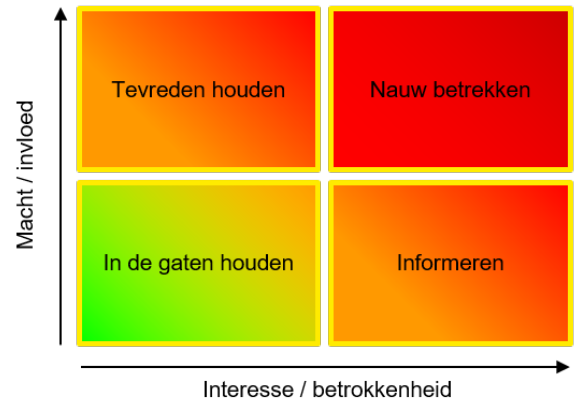 Tevreden houden
Nauw betrekken
Macht / invloed
In de gaten houden
Informeren
Interesse / betrokkenheid